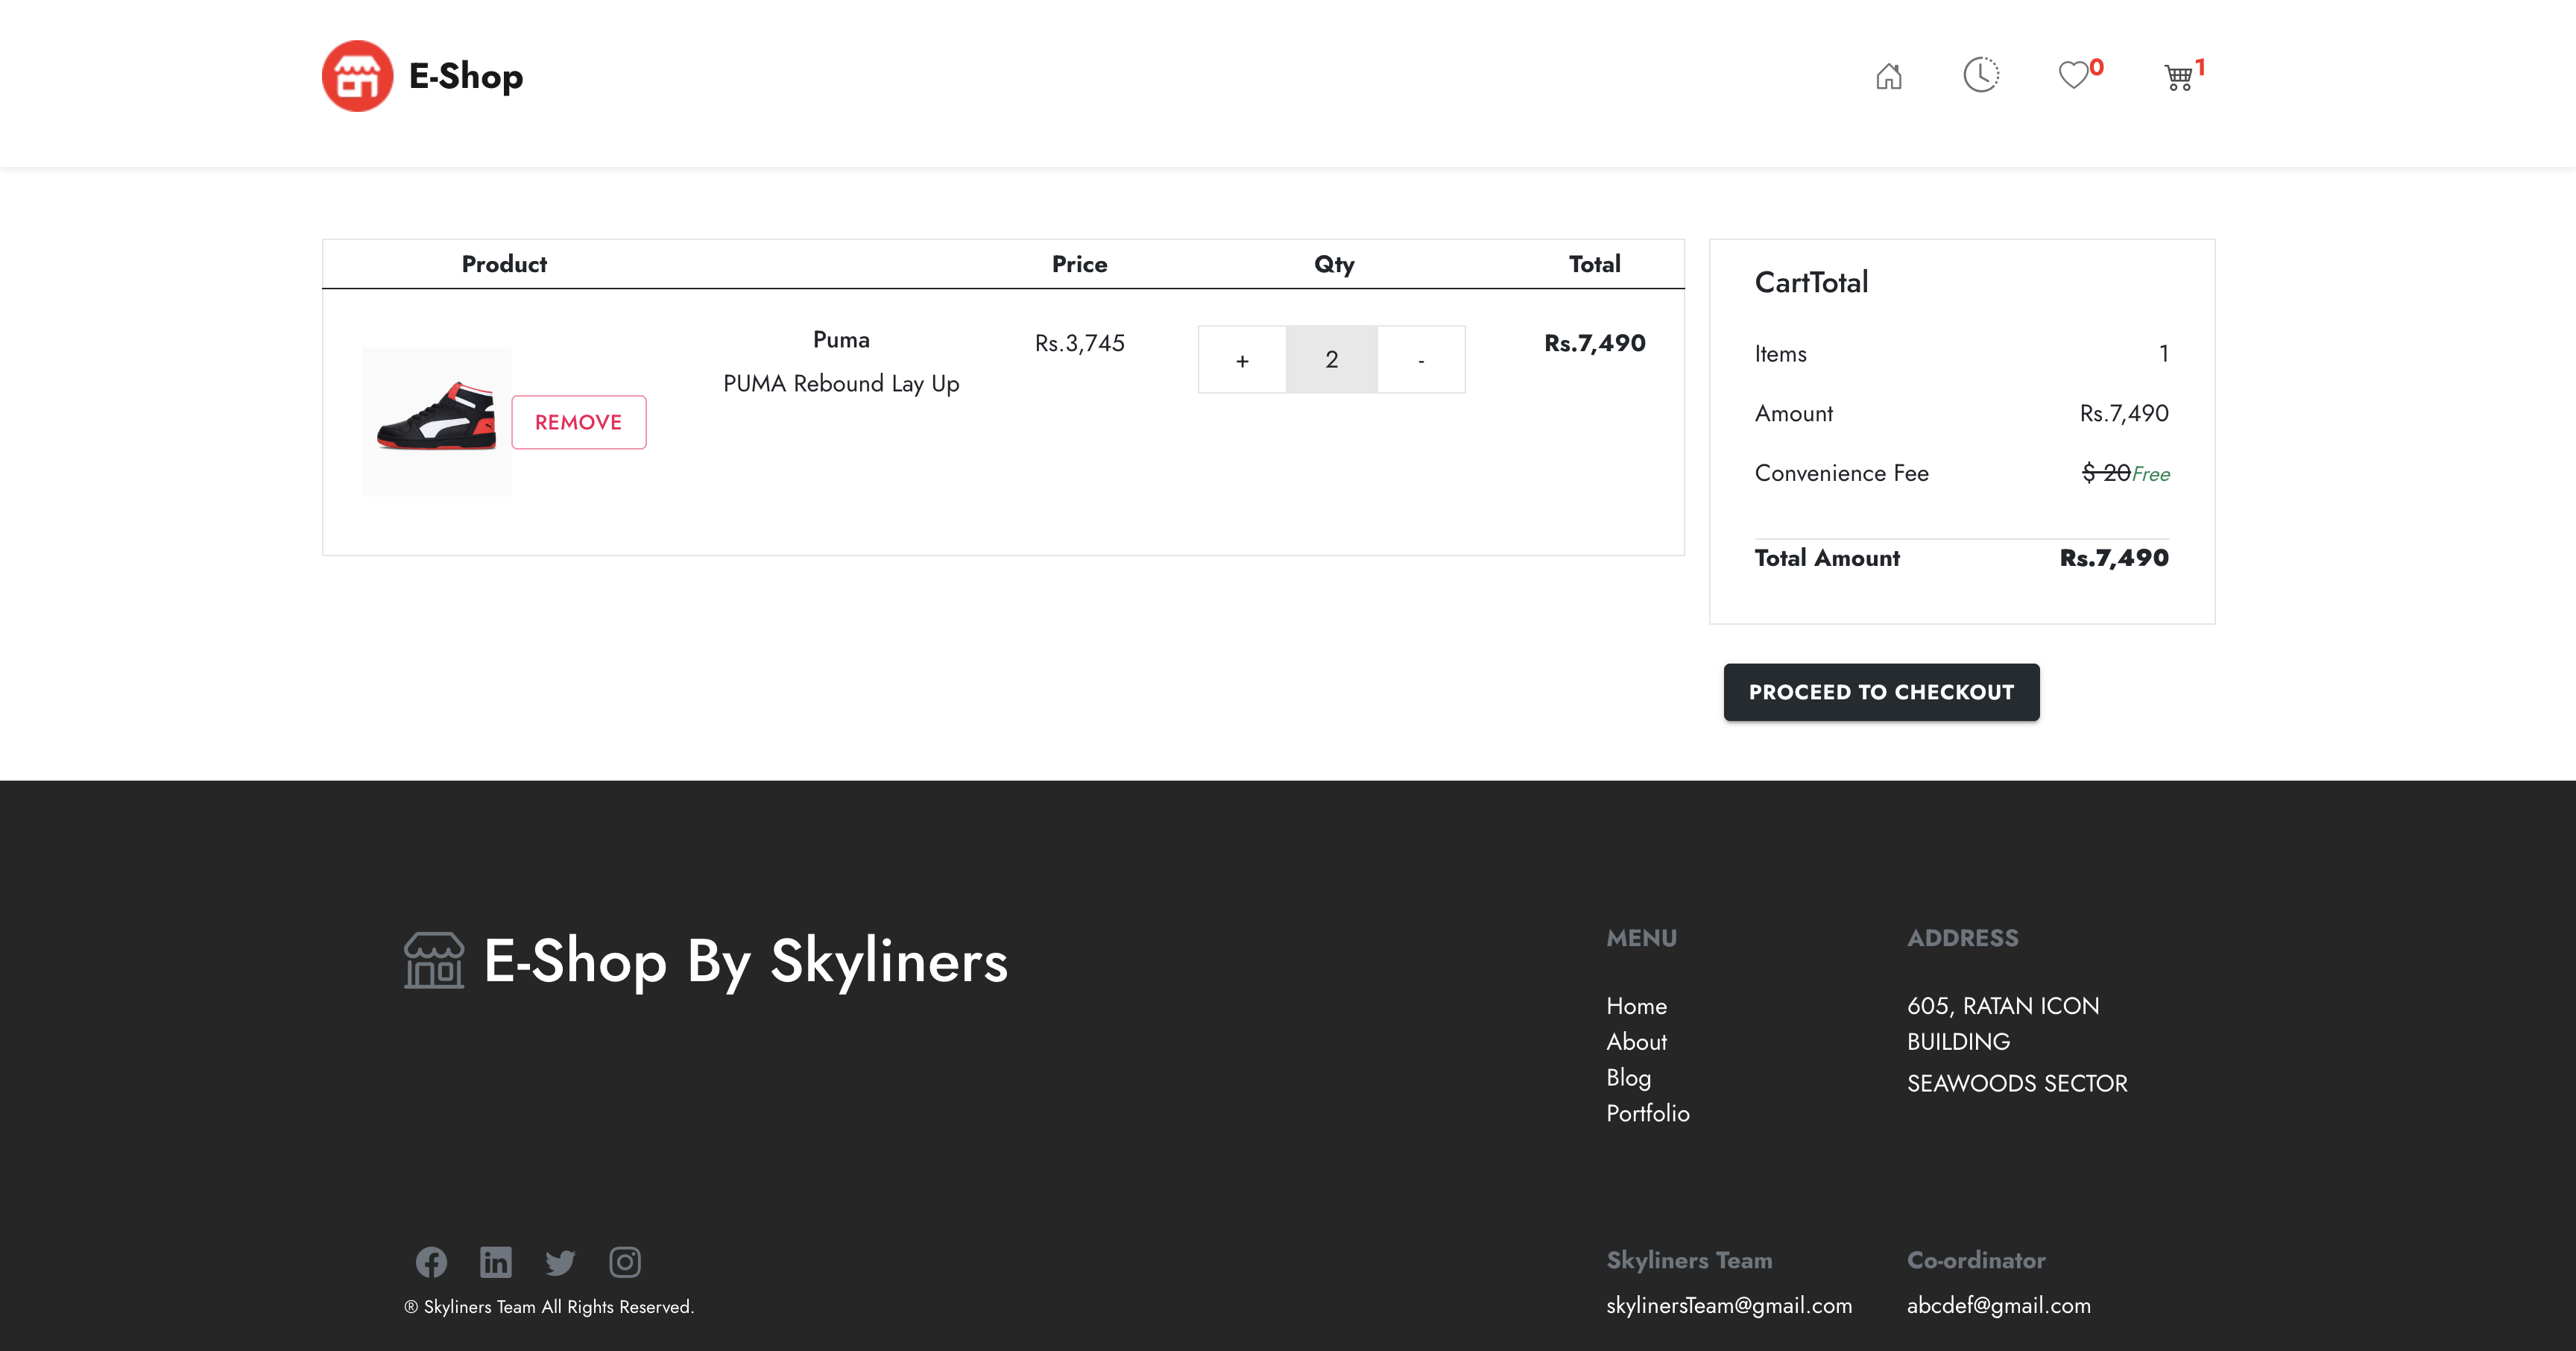 E-Shop
0
1
Product Price Qty Total
Puma
PUMA Rebound Lay Up
REMOVE
Rs.3,745
+ 2 -
Rs.7,490
CartTotal
Items 1
Amount Rs.7,490
Convenience Fee $ 20Free
Total Amount Rs.7,490
PROCEED TO CHECKOUT
E-Shop By Skyliners
MENU
Home
About
Blog
Portfolio
ADDRESS
605, RATAN ICON
BUILDING
SEAWOODS SECTOR
® Skyliners Team All Rights Reserved.
Skyliners Team
skylinersTeam@gmail.com
Co-ordinator
abcdef@gmail.com